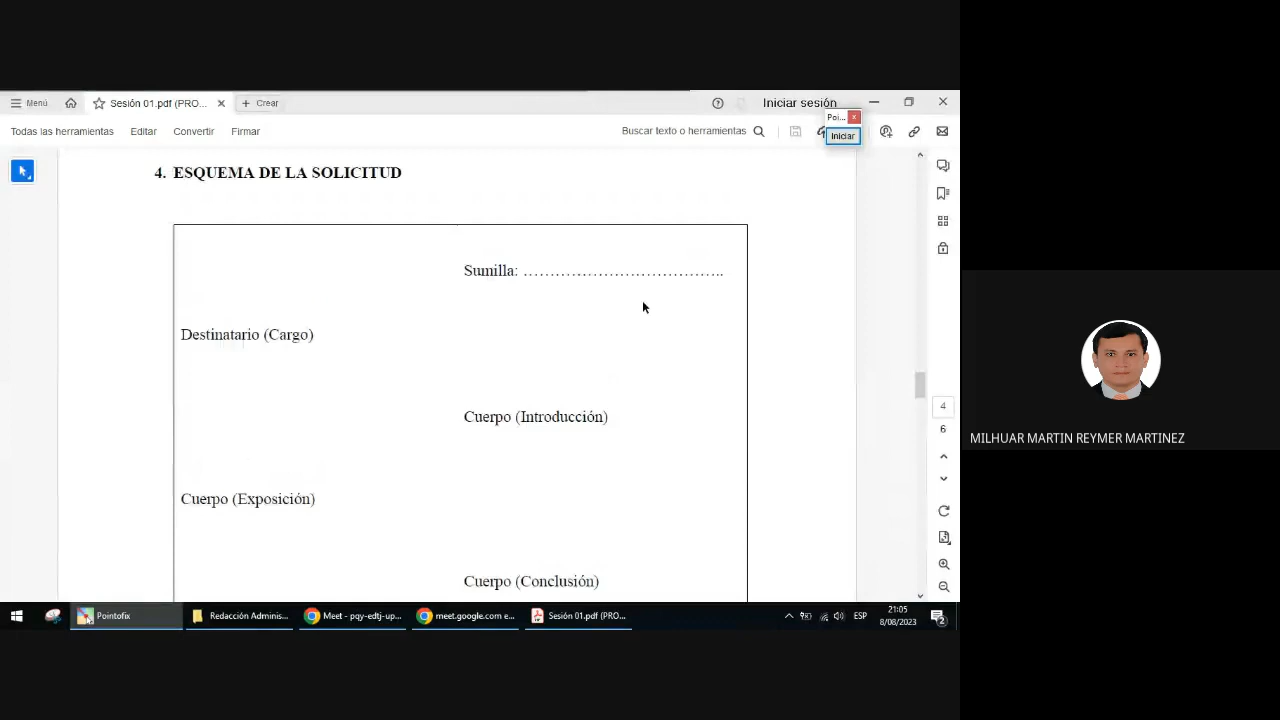 Menú
Sesión 01.pdf (PRO...
Crear
Iniciar sesión
Todas las herramientas
Editar
Convertir
Firmar
Buscar texto o herramientas
Poi...
Iniciar
4. ESQUEMA DE LA SOLICITUD
Sumilla: ………………………………..
Destinatario (Cargo)
Cuerpo (Introducción)
Cuerpo (Exposición)
Cuerpo (Conclusión)
4
6
MILHUAR MARTIN REYMER MARTINEZ
Pointofix
Redacción Adminis...
Meet - pqy-edtj-up...
meet.google.com e...
Sesión 01.pdf (PRO...
ESP
21:05
8/08/2023
2